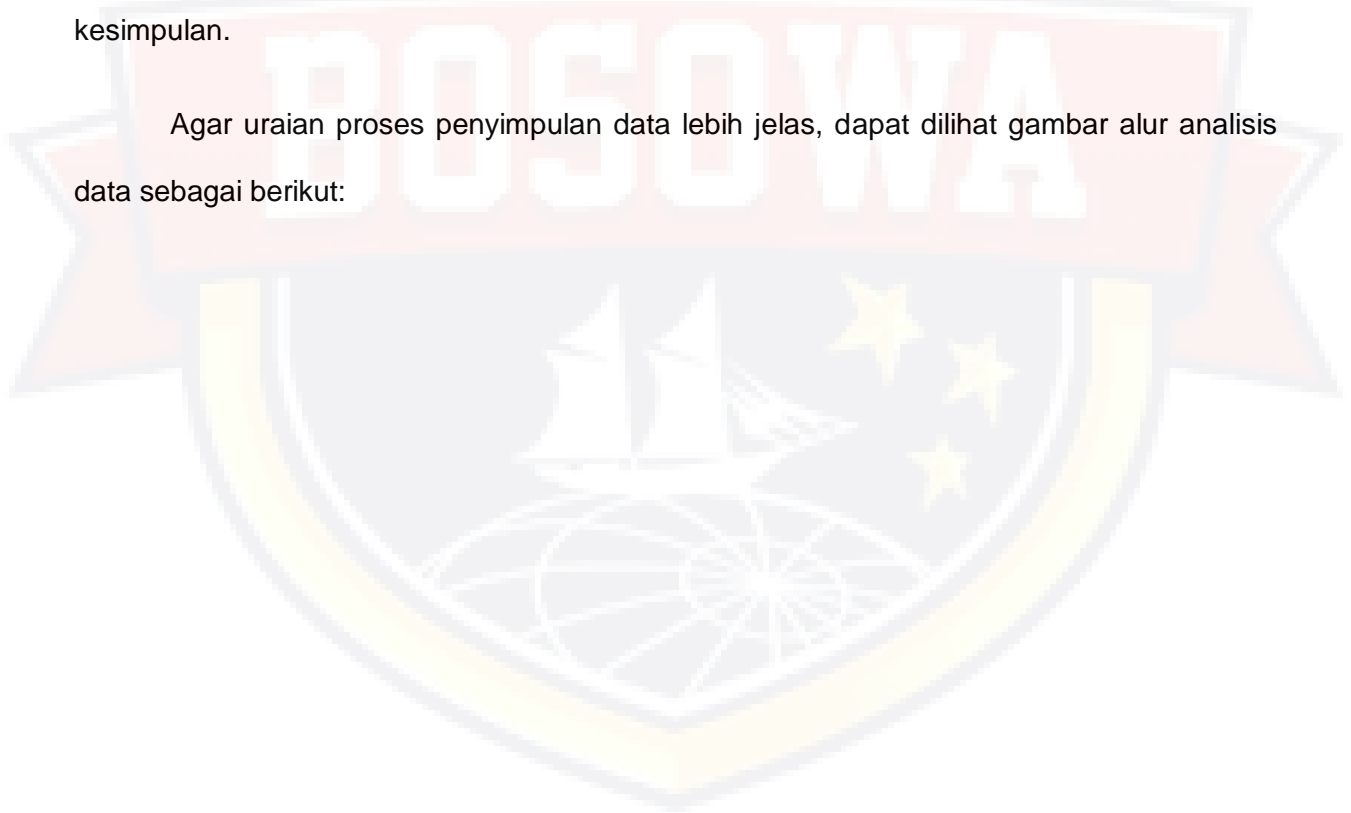 kesimpulan.
BOSOWA
Agar uraian proses penyimpulan data lebih jelas, dapat dilihat gambar alur analisis
data sebagai berikut: